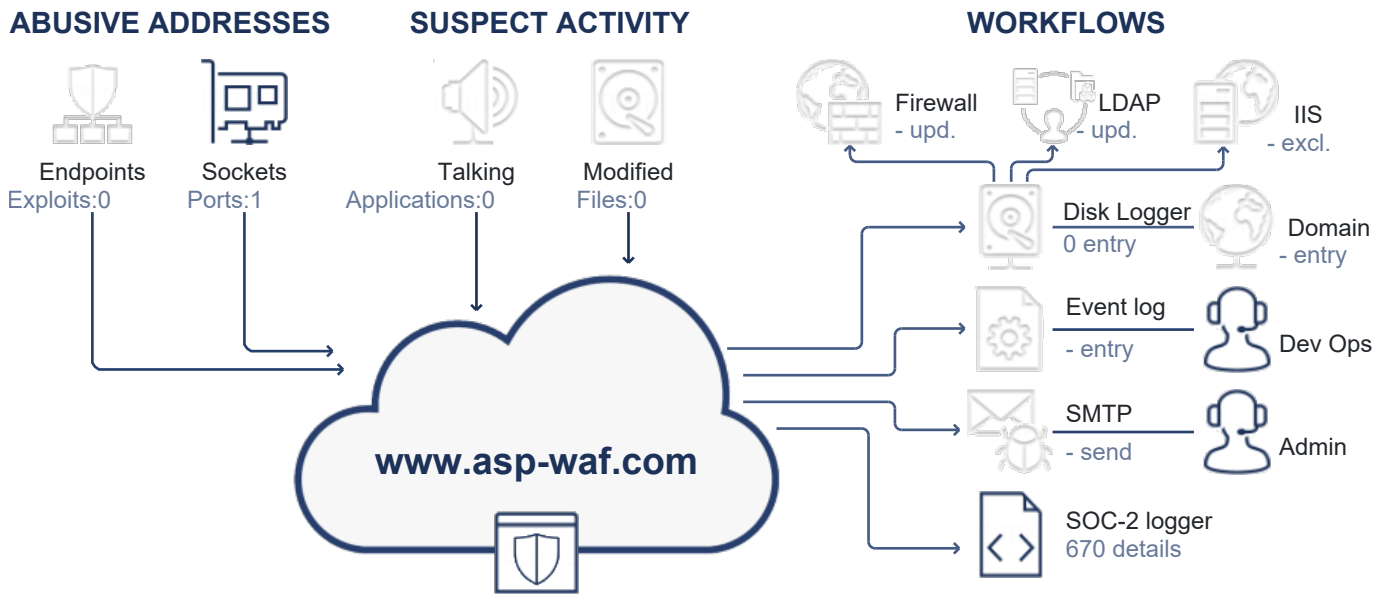 ABUSIVE ADDRESSES
SUSPECT ACTIVITY
WORKFLOWS
Endpoints
Exploits:0
Sockets
Ports:1
Talking
Applications:0
Modified
Files:0
Firewall
- upd.
LDAP
- upd.
IIS
- excl.
Disk Logger
0 entry
Domain
- entry
Event log
- entry
Dev Ops
SMTP
- send
Admin
www.asp-waf.com
SOC-2 logger
670 details